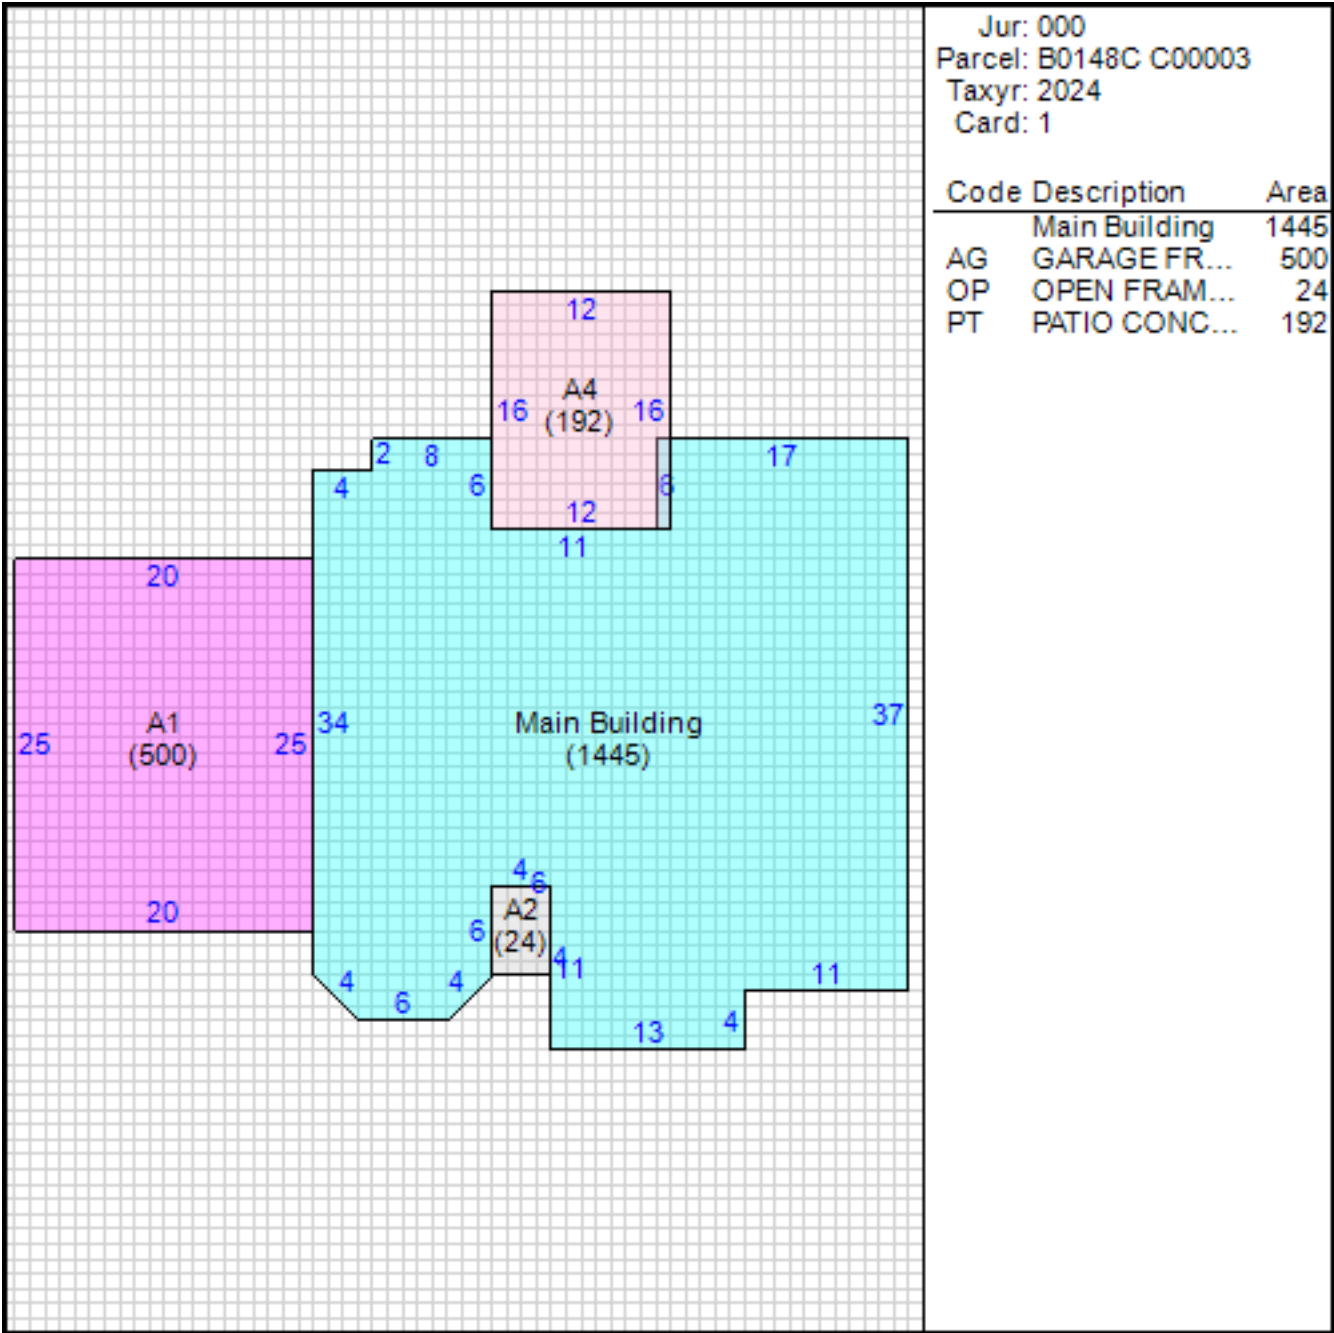 Jur: 000
Parcel: B0148C C00003
Taxyr: 2024
Card: 1
Code Description Area
Main Building 1445
AG GARAGE FR... 500
OP OPEN FRAM... 24
PT PATIO CONC... 192
12
A4
16 16
(192)
2 8 17
4 6 6
12
11
20
A1
(500)
25 25
34
Main Building
(1445)
37
4
6
20
A2
6
(24)
4
11
4 4 11
6
13 4